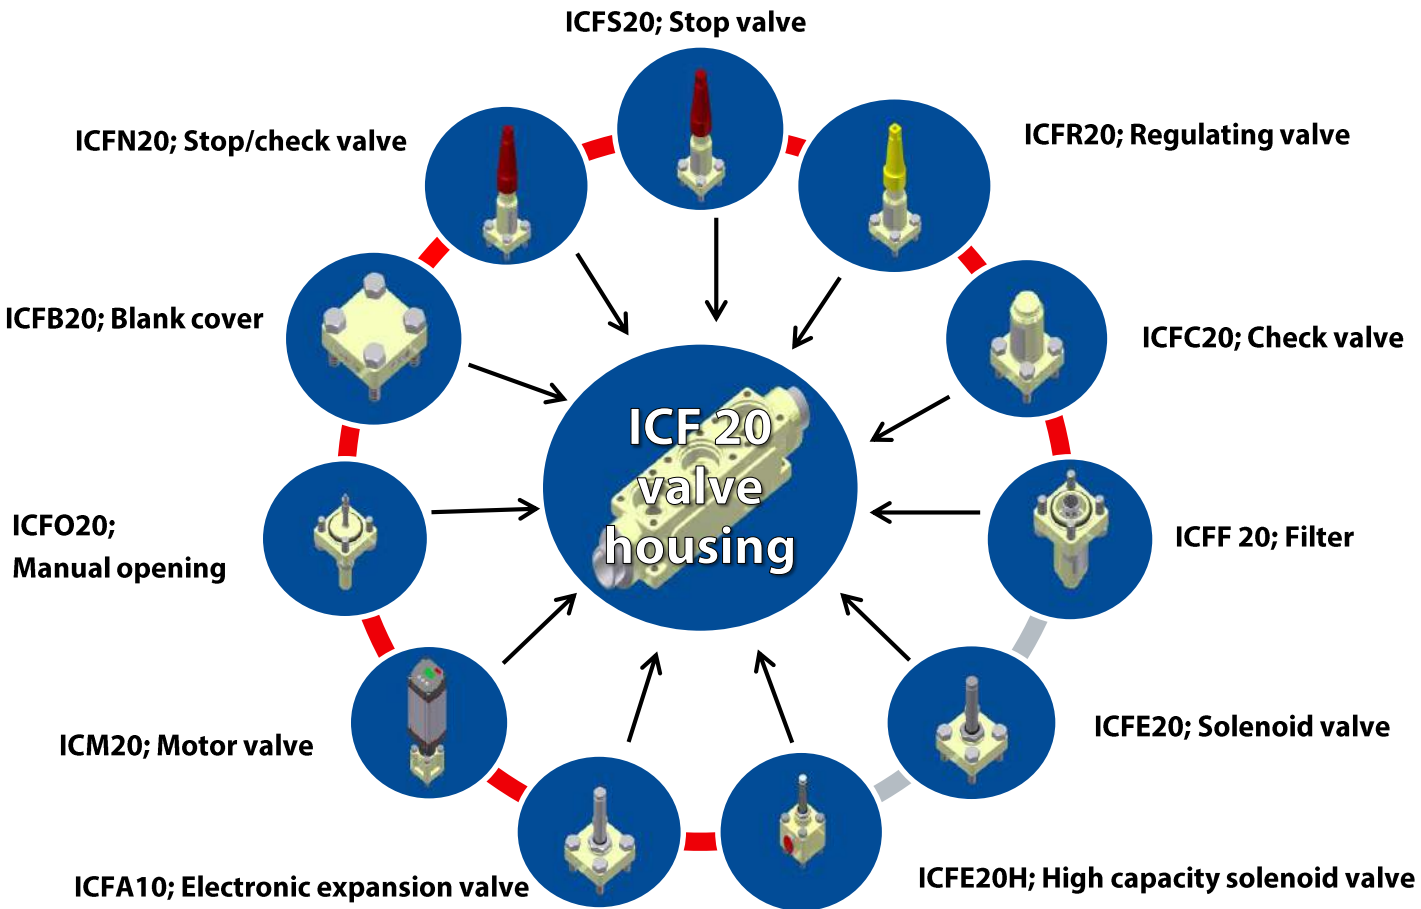 ICFS20; Stop valve
ICFN20; Stop/check valve
ICFR20; Regulating valve
ICFB20; Blank cover
ICFC20; Check valve
ICF 20
valve
housing
ICFO20;
Manual opening
ICFF 20; Filter
ICM20; Motor valve
ICFE20; Solenoid valve
ICFA10; Electronic expansion valve
ICFE20H; High capacity solenoid valve